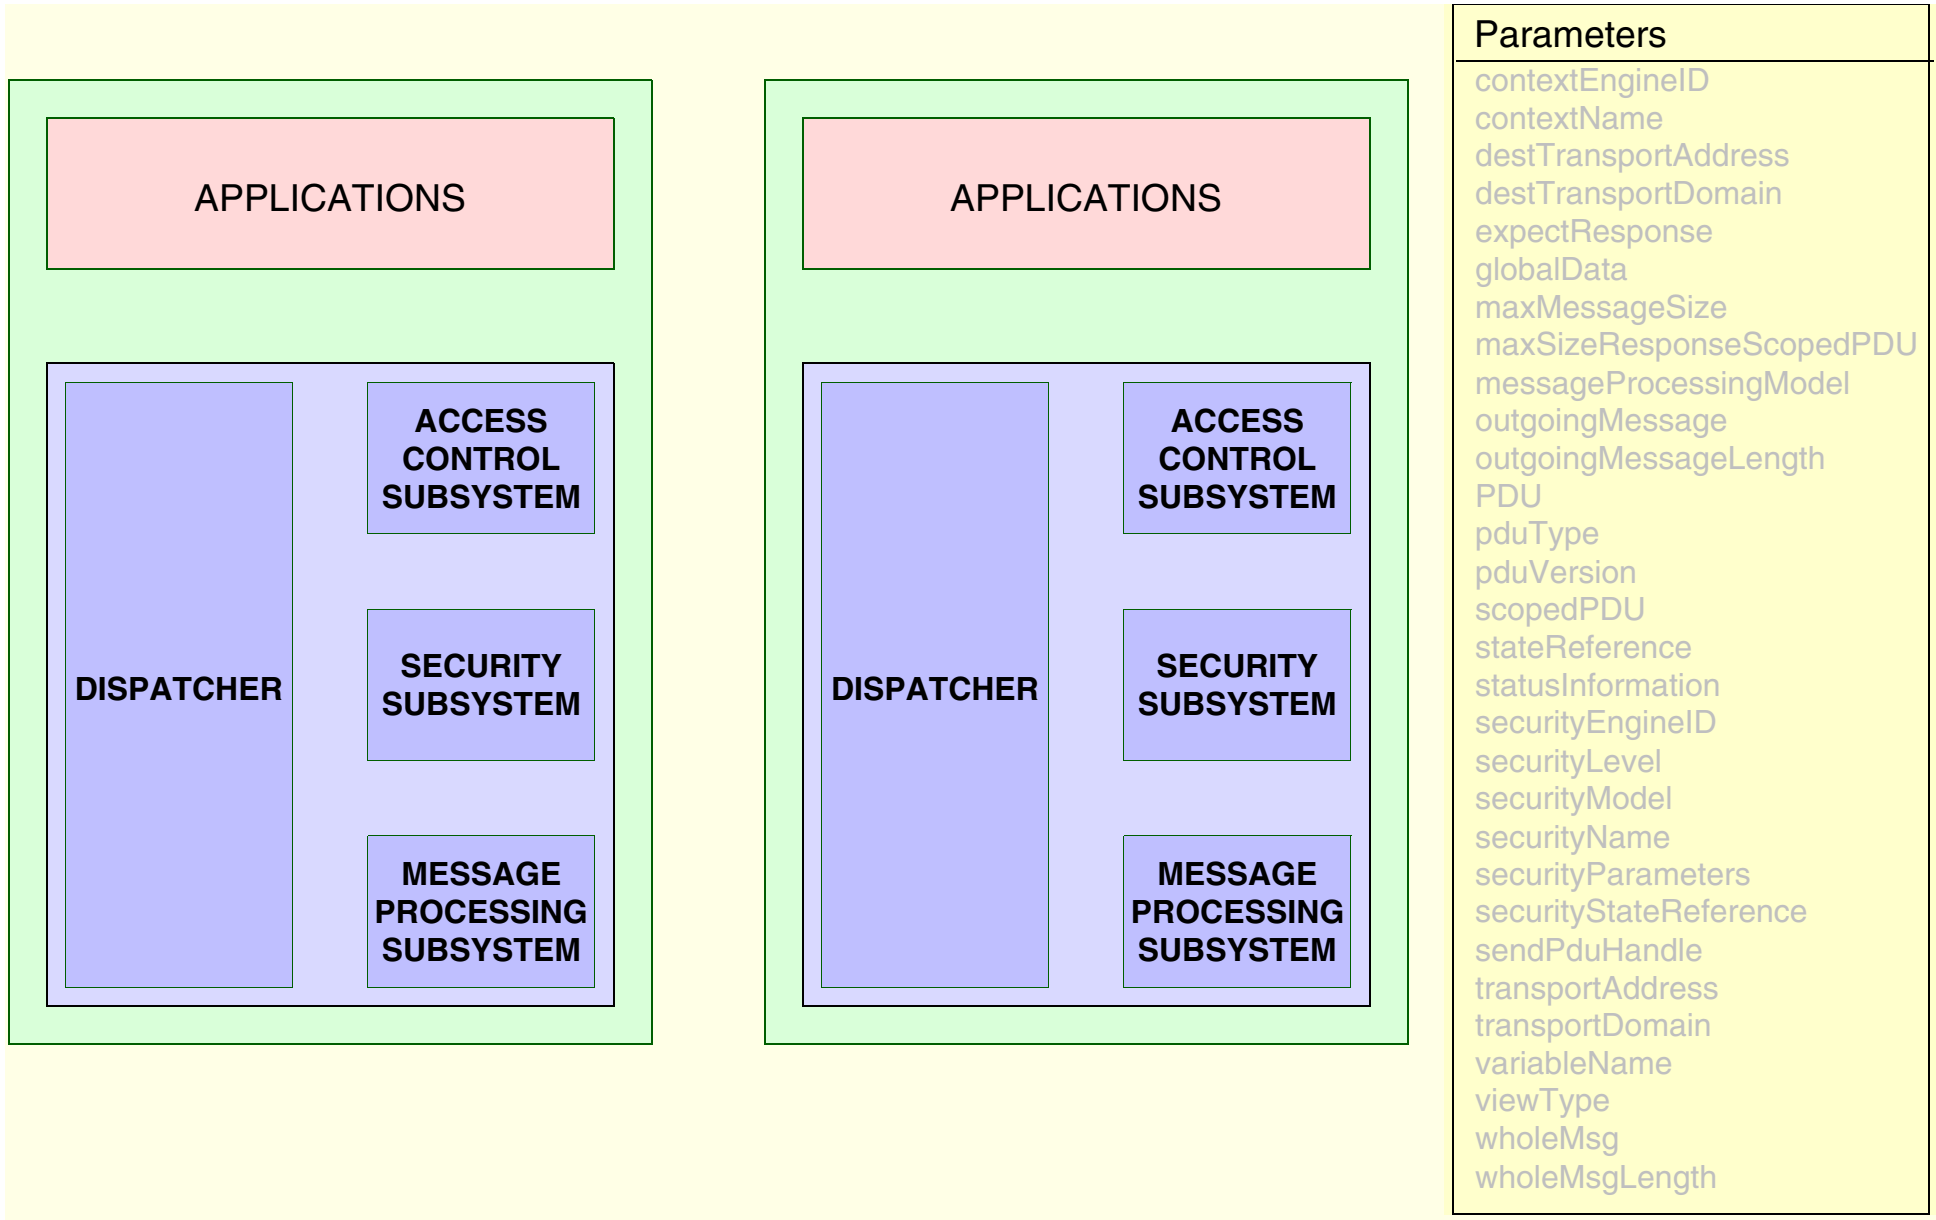 APPLICATIONS
DISPATCHER
ACCESS
CONTROL
SUBSYSTEM
SECURITY
SUBSYSTEM
MESSAGE
PROCESSING
SUBSYSTEM
APPLICATIONS
DISPATCHER
ACCESS
CONTROL
SUBSYSTEM
SECURITY
SUBSYSTEM
MESSAGE
PROCESSING
SUBSYSTEM
Parameters
contextEngineID
contextName
destTransportAddress
destTransportDomain
expectResponse
globalData
maxMessageSize
maxSizeResponseScopedPDU
messageProcessingModel
outgoingMessage
outgoingMessageLength
PDU
pduType
pduVersion
scopedPDU
stateReference
statusInformation
securityEngineID
securityLevel
securityModel
securityName
securityParameters
securityStateReference
sendPduHandle
transportAddress
transportDomain
variableName
viewType
wholeMsg
wholeMsgLength